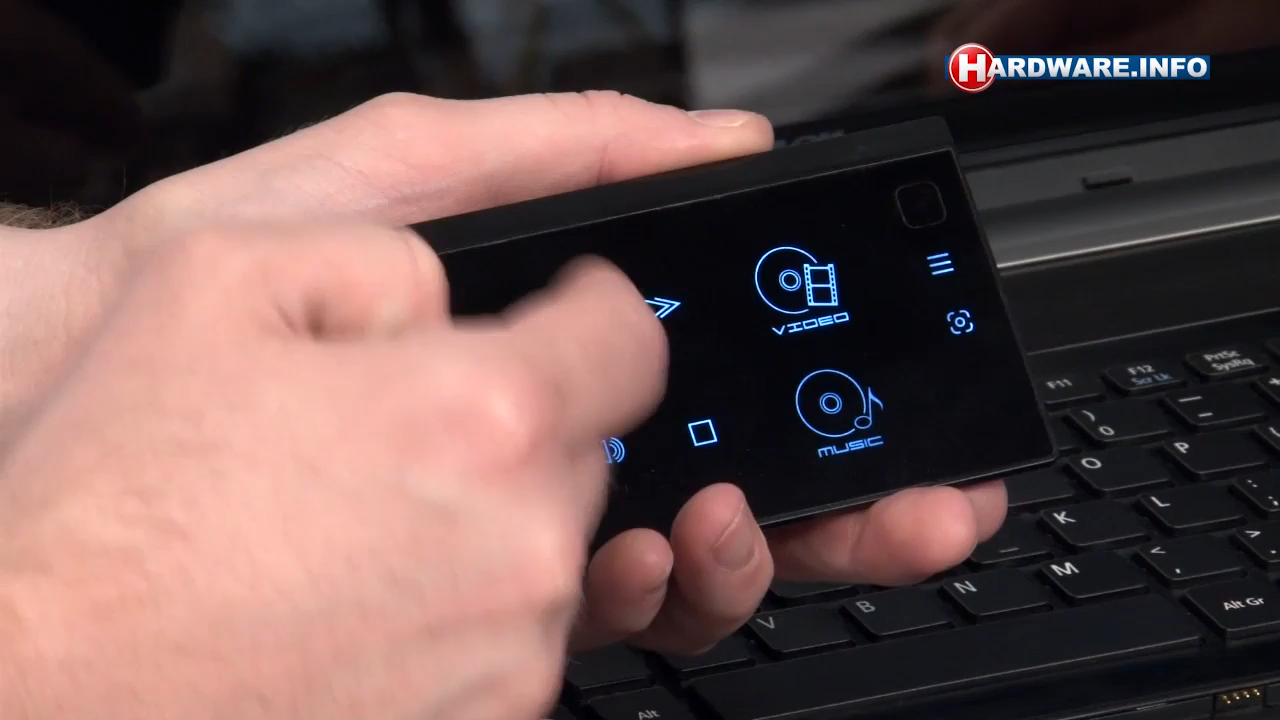 HARDWARE.INFO
VIDEO
MUSIC
F11
F12
Scr Lk
PrtSc
SysRq
)
0
_
-
O
P
K
L
:
;
<
,
>
.
V
B
N
M
Alt
Alt Gr